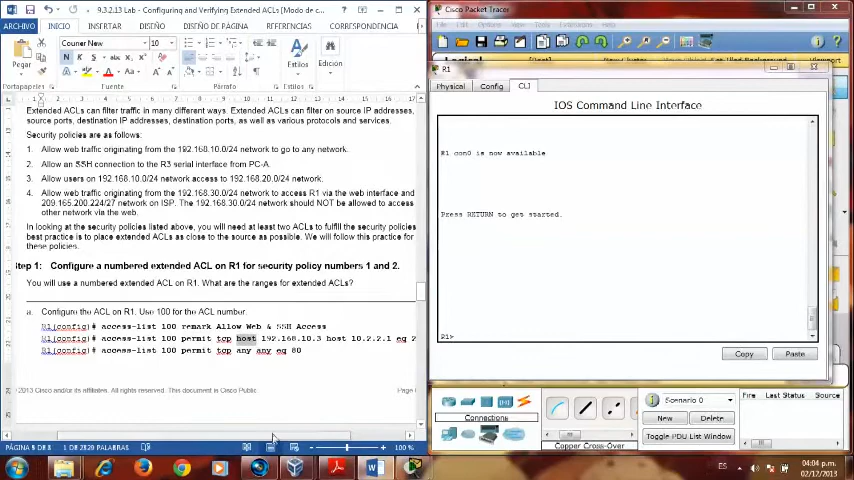 9.3.2.13 Lab - Configuring and Verifying Extended ACLs [Modo de c...
ARCHIVO INICIO INSERTAR DISEÑO DISEÑO DE PÁGINA REFERENCIAS CORRESPONDENCIA
Courier New 10
Pegar
Estilos
Edición
Portapapeles
Fuente
Párrafo
Estilos
Extended ACLs can filter traffic in many different ways. Extended ACLs can filter on source IP addresses,
source ports, destination IP addresses, destination ports, as well as various protocols and services.
Security policies are as follows:
1. Allow web traffic originating from the 192.168.10.0/24 network to go to any network.
2. Allow an SSH connection to the R3 serial interface from PC-A.
3. Allow users on 192.168.10.0/24 network access to 192.168.20.0/24 network.
4. Allow web traffic originating from the 192.168.30.0/24 network to access R1 via the web interface and
209.165.200.224/27 network on ISP. The 192.168.30.0/24 network should NOT be allowed to access
other network via the web.
In looking at the security policies listed above, you will need at least two ACLs to fulfill the security policies
best practice is to place extended ACLs as close to the source as possible. We will follow this practice for
these policies.
Step 1: Configure a numbered extended ACL on R1 for security policy numbers 1 and 2.
You will use a numbered extended ACL on R1. What are the ranges for extended ACLs?
a. Configure the ACL on R1. Use 100 for the ACL number.
R1(config)# access-list 100 remark Allow Web & SSH Access
R1(config)# access-list 100 permit tcp host 192.168.10.3 host 10.2.2.1 eq 2
R1(config)# access-list 100 permit tcp any any eq 80
© 2013 Cisco and/or its affiliates. All rights reserved. This document is Cisco Public.
PÁGINA 5 DE 8 1 DE 2329 PALABRAS
100 %
Cisco Packet Tracer
R1
Physical Config CLI
IOS Command Line Interface
R1 con0 is now available
Press RETURN to get started.
R1>
Copy Paste
Connections
Copper Cross-Over
Scenario 0
New Delete
Toggle PDU List Window
Fire Last Status Source
ES
04:04 p.m.
02/12/2013